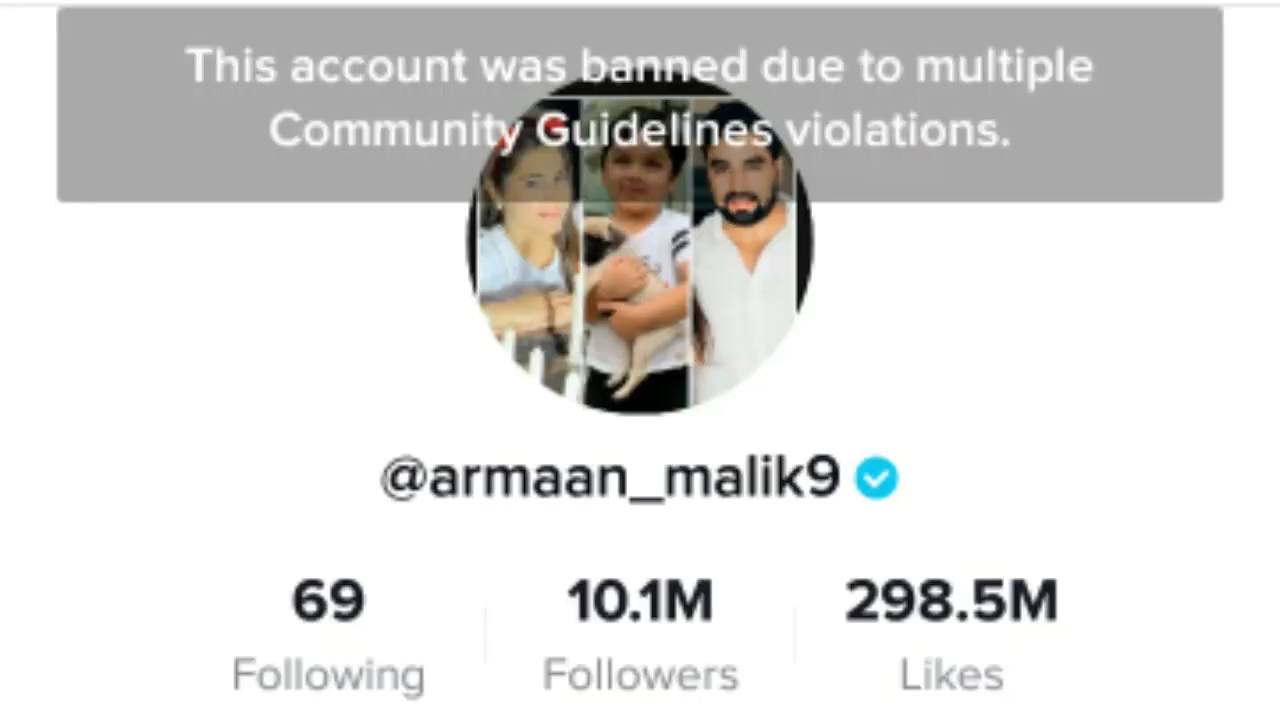 This account was banned due to multiple
Community Guidelines violations.
@armaan_malik9
69 10.1M 298.5M
Following Followers Likes